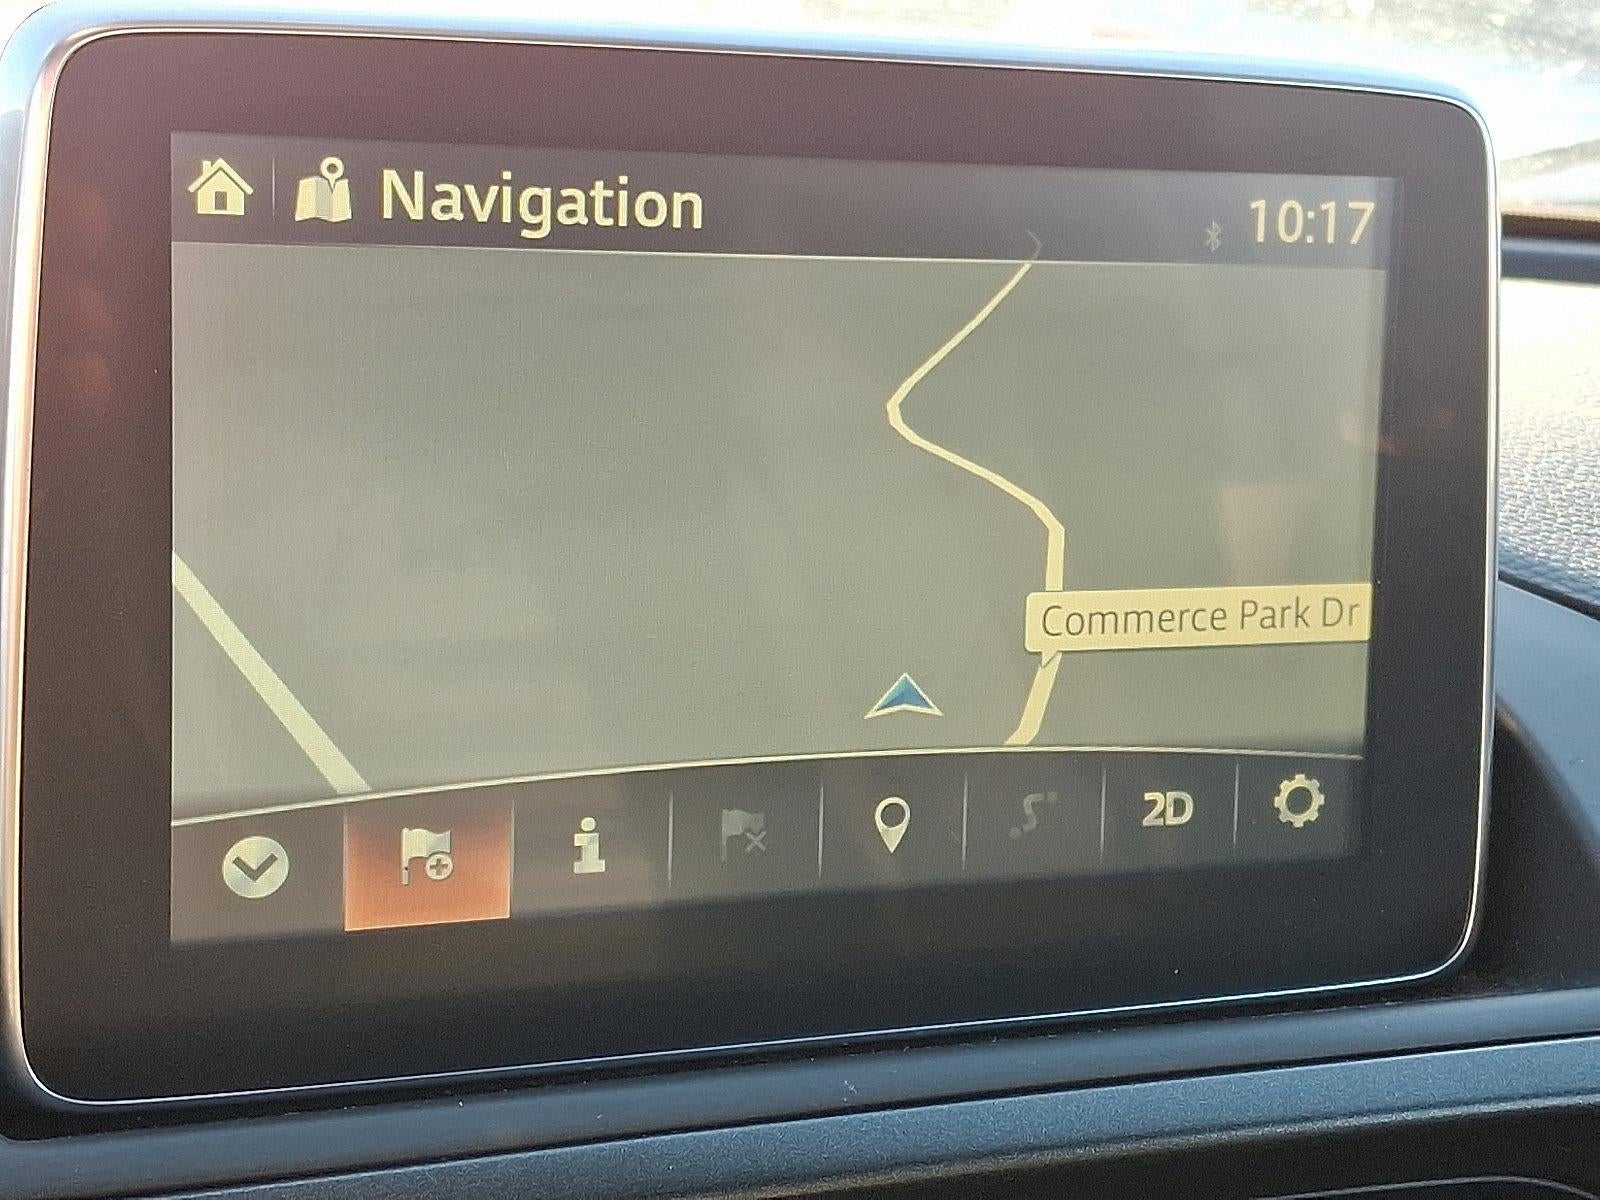 Navigation
10:17
Commerce Park Dr
2D